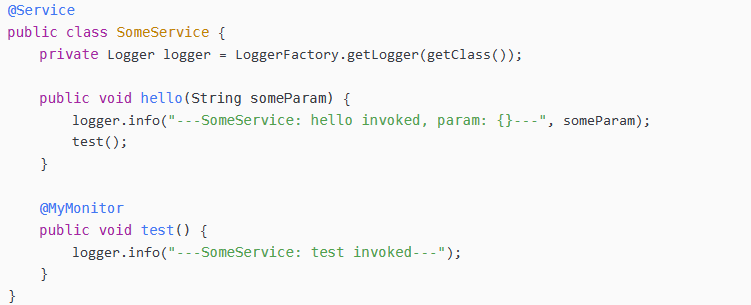 @Service
public class SomeService {
    private Logger logger = LoggerFactory.getLogger(getClass());

    public void hello(String someParam) {
        logger.info("---SomeService: hello invoked, param: {}---", someParam);
        test();
    }

    @MyMonitor
    public void test() {
        logger.info("---SomeService: test invoked---");
    }
}